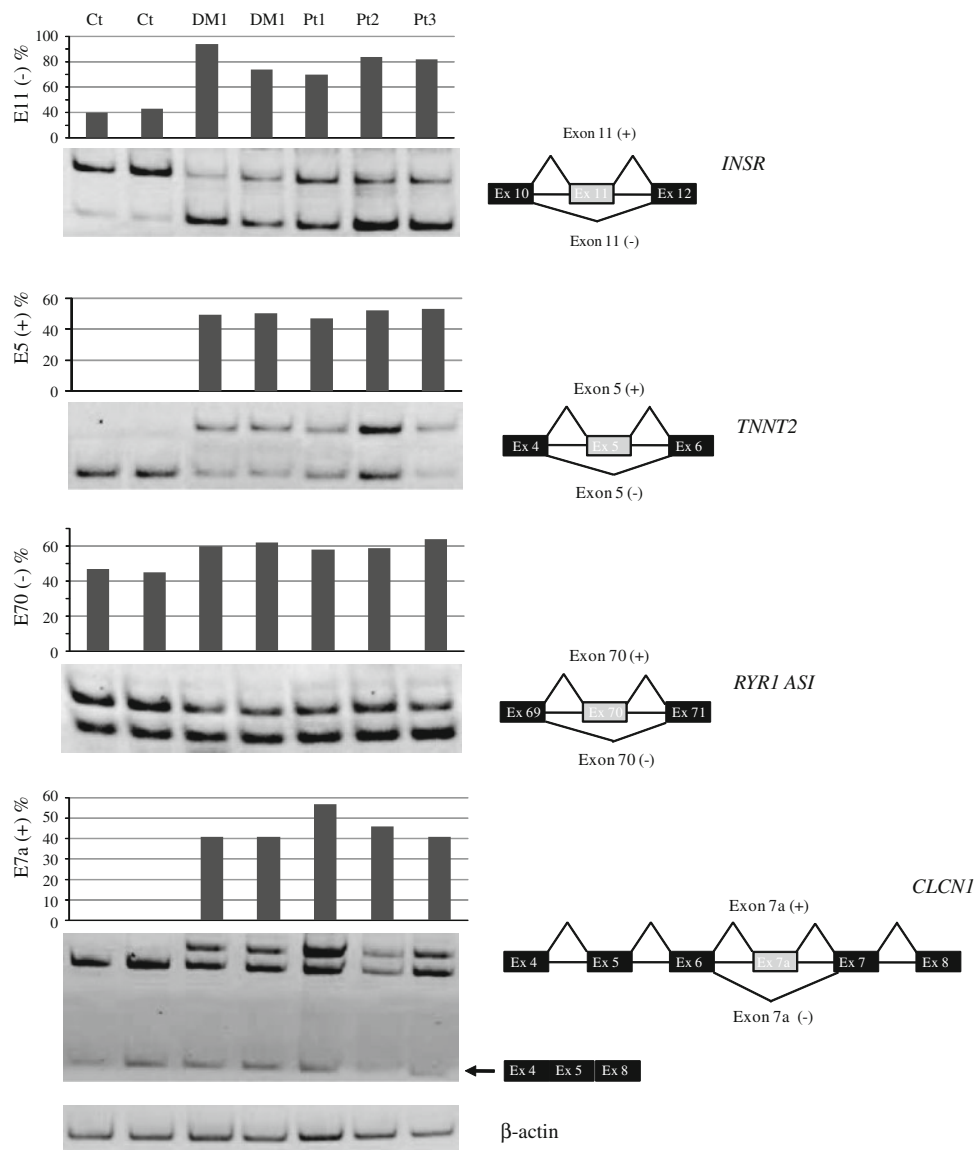 Ct Ct DM1 DM1 Pt1 Pt2 Pt3
E11 (-) %
100
80
60
40
0
Exon 11 (+)
INSR
Ex 10 Ex 11 Ex 12
Exon 11 (-)
E5 (+) %
60
40
20
0
Exon 5 (+)
TNNT2
Ex 4 Ex 5 Ex 6
Exon 5 (-)
E70 (-) %
60
40
20
0
Exon 70 (+)
RYR1 ASI
Ex 69 Ex 70 Ex 71
Exon 70 (-)
E7a (+) %
60
50
40
30
20
10
0
CLCN1
Exon 7a (+)
Ex 4 Ex 5 Ex 6 Ex 7a Ex 7 Ex 8
Exon 7a (-)
Ex 4 Ex 5 Ex 8
β-actin